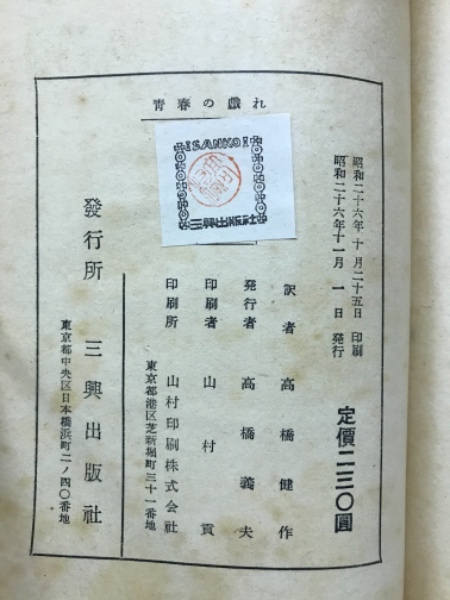 青春の戯れ
SANKO
三興出版社
昭和二十六年十月二十五日 印刷
昭和二十六年十一月一日 発行
定價二三〇圓
訳者 高橋健作
発行者 高橋義夫
印刷者 山村貢
印刷所 山村印刷株式会社
東京都港区芝新堀町三十一番地
發行所 三興出版社
東京都中央区日本橋浜町二ノ四〇番地